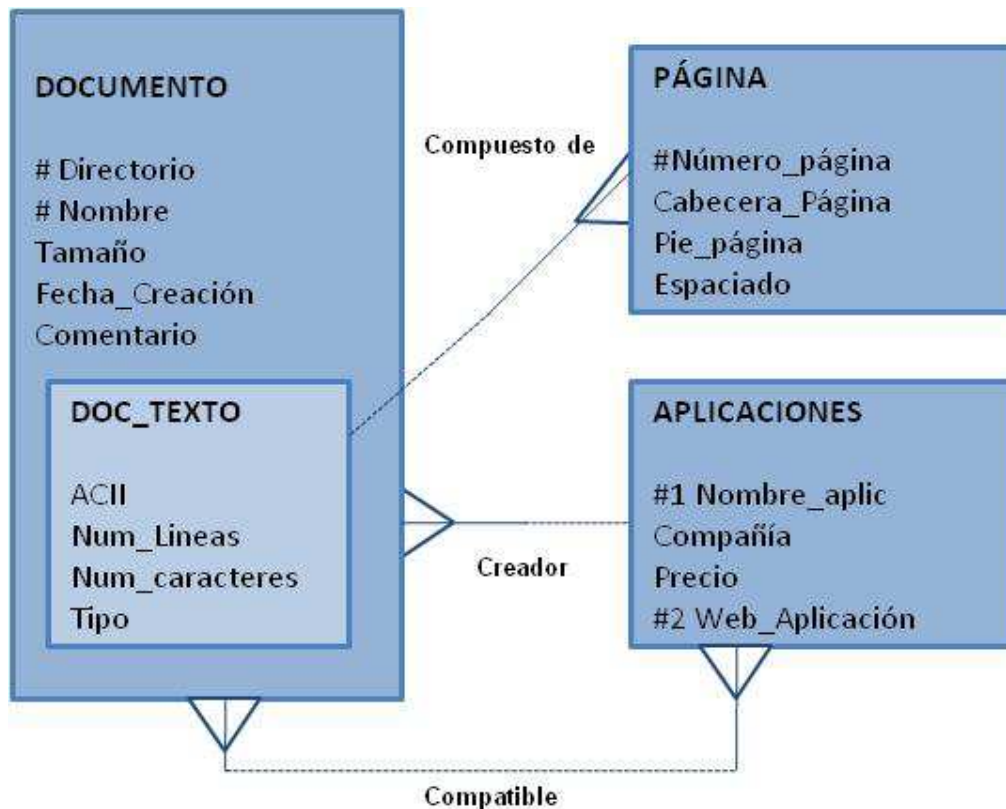 DOCUMENTO
# Directorio
# Nombre
Tamaño
Fecha_Creación
Comentario
DOC_TEXTO
ACII
Num_Lineas
Num_caracteres
Tipo
Compuesto de
PÁGINA
#Número_página
Cabecera_Página
Pie_página
Espaciado
Creador
APLICACIONES
#1 Nombre_aplic
Compañía
Precio
#2 Web_Aplicación
Compatible